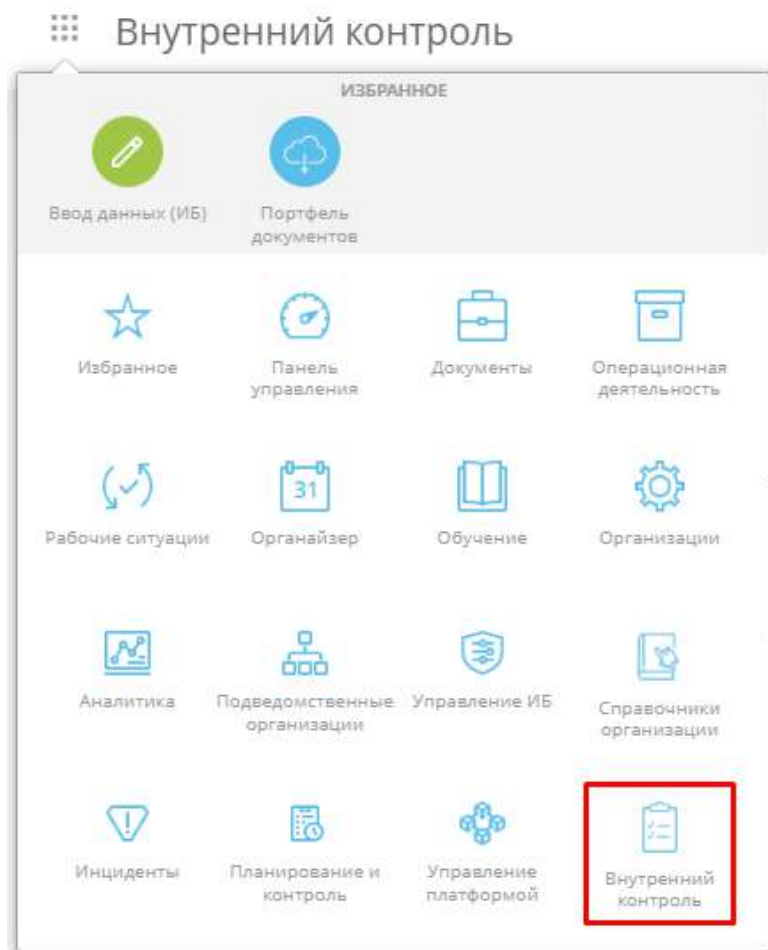 Внутренний контроль
ИЗБРАННОЕ
Ввод данных (ИБ)
Портфель
документов
Избранное
Панель
управления
Документы
Операционная
деятельность
Рабочие ситуации
31
Органайзер
Обучение
Организации
Аналитика
Подведомственные
организации
Управление ИБ
Справочники
организации
Инциденты
Планирование и
контроль
Управление
платформой
Внутренний
контроль